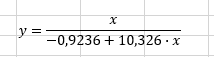 y = x / (−0,9236 + 10,326 · x)